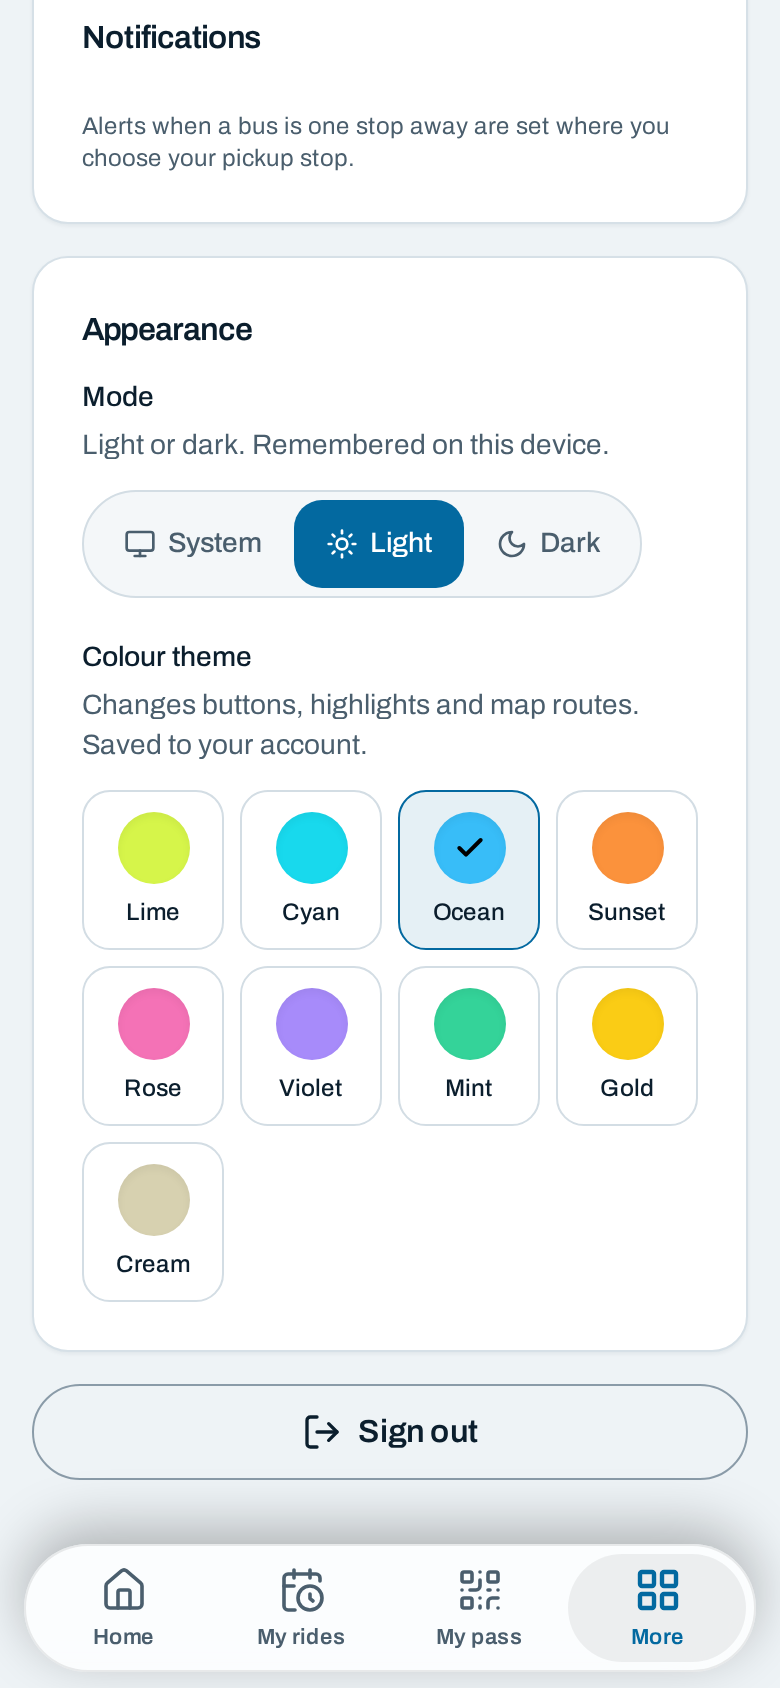 Notifications
Alerts when a bus is one stop away are set where you
choose your pickup stop.
Appearance
Mode
Light or dark. Remembered on this device.
System
Light
Dark
Colour theme
Changes buttons, highlights and map routes.
Saved to your account.
Lime
Cyan
Ocean
Sunset
Rose
Violet
Mint
Gold
Cream
Sign out
Home
My rides
My pass
More